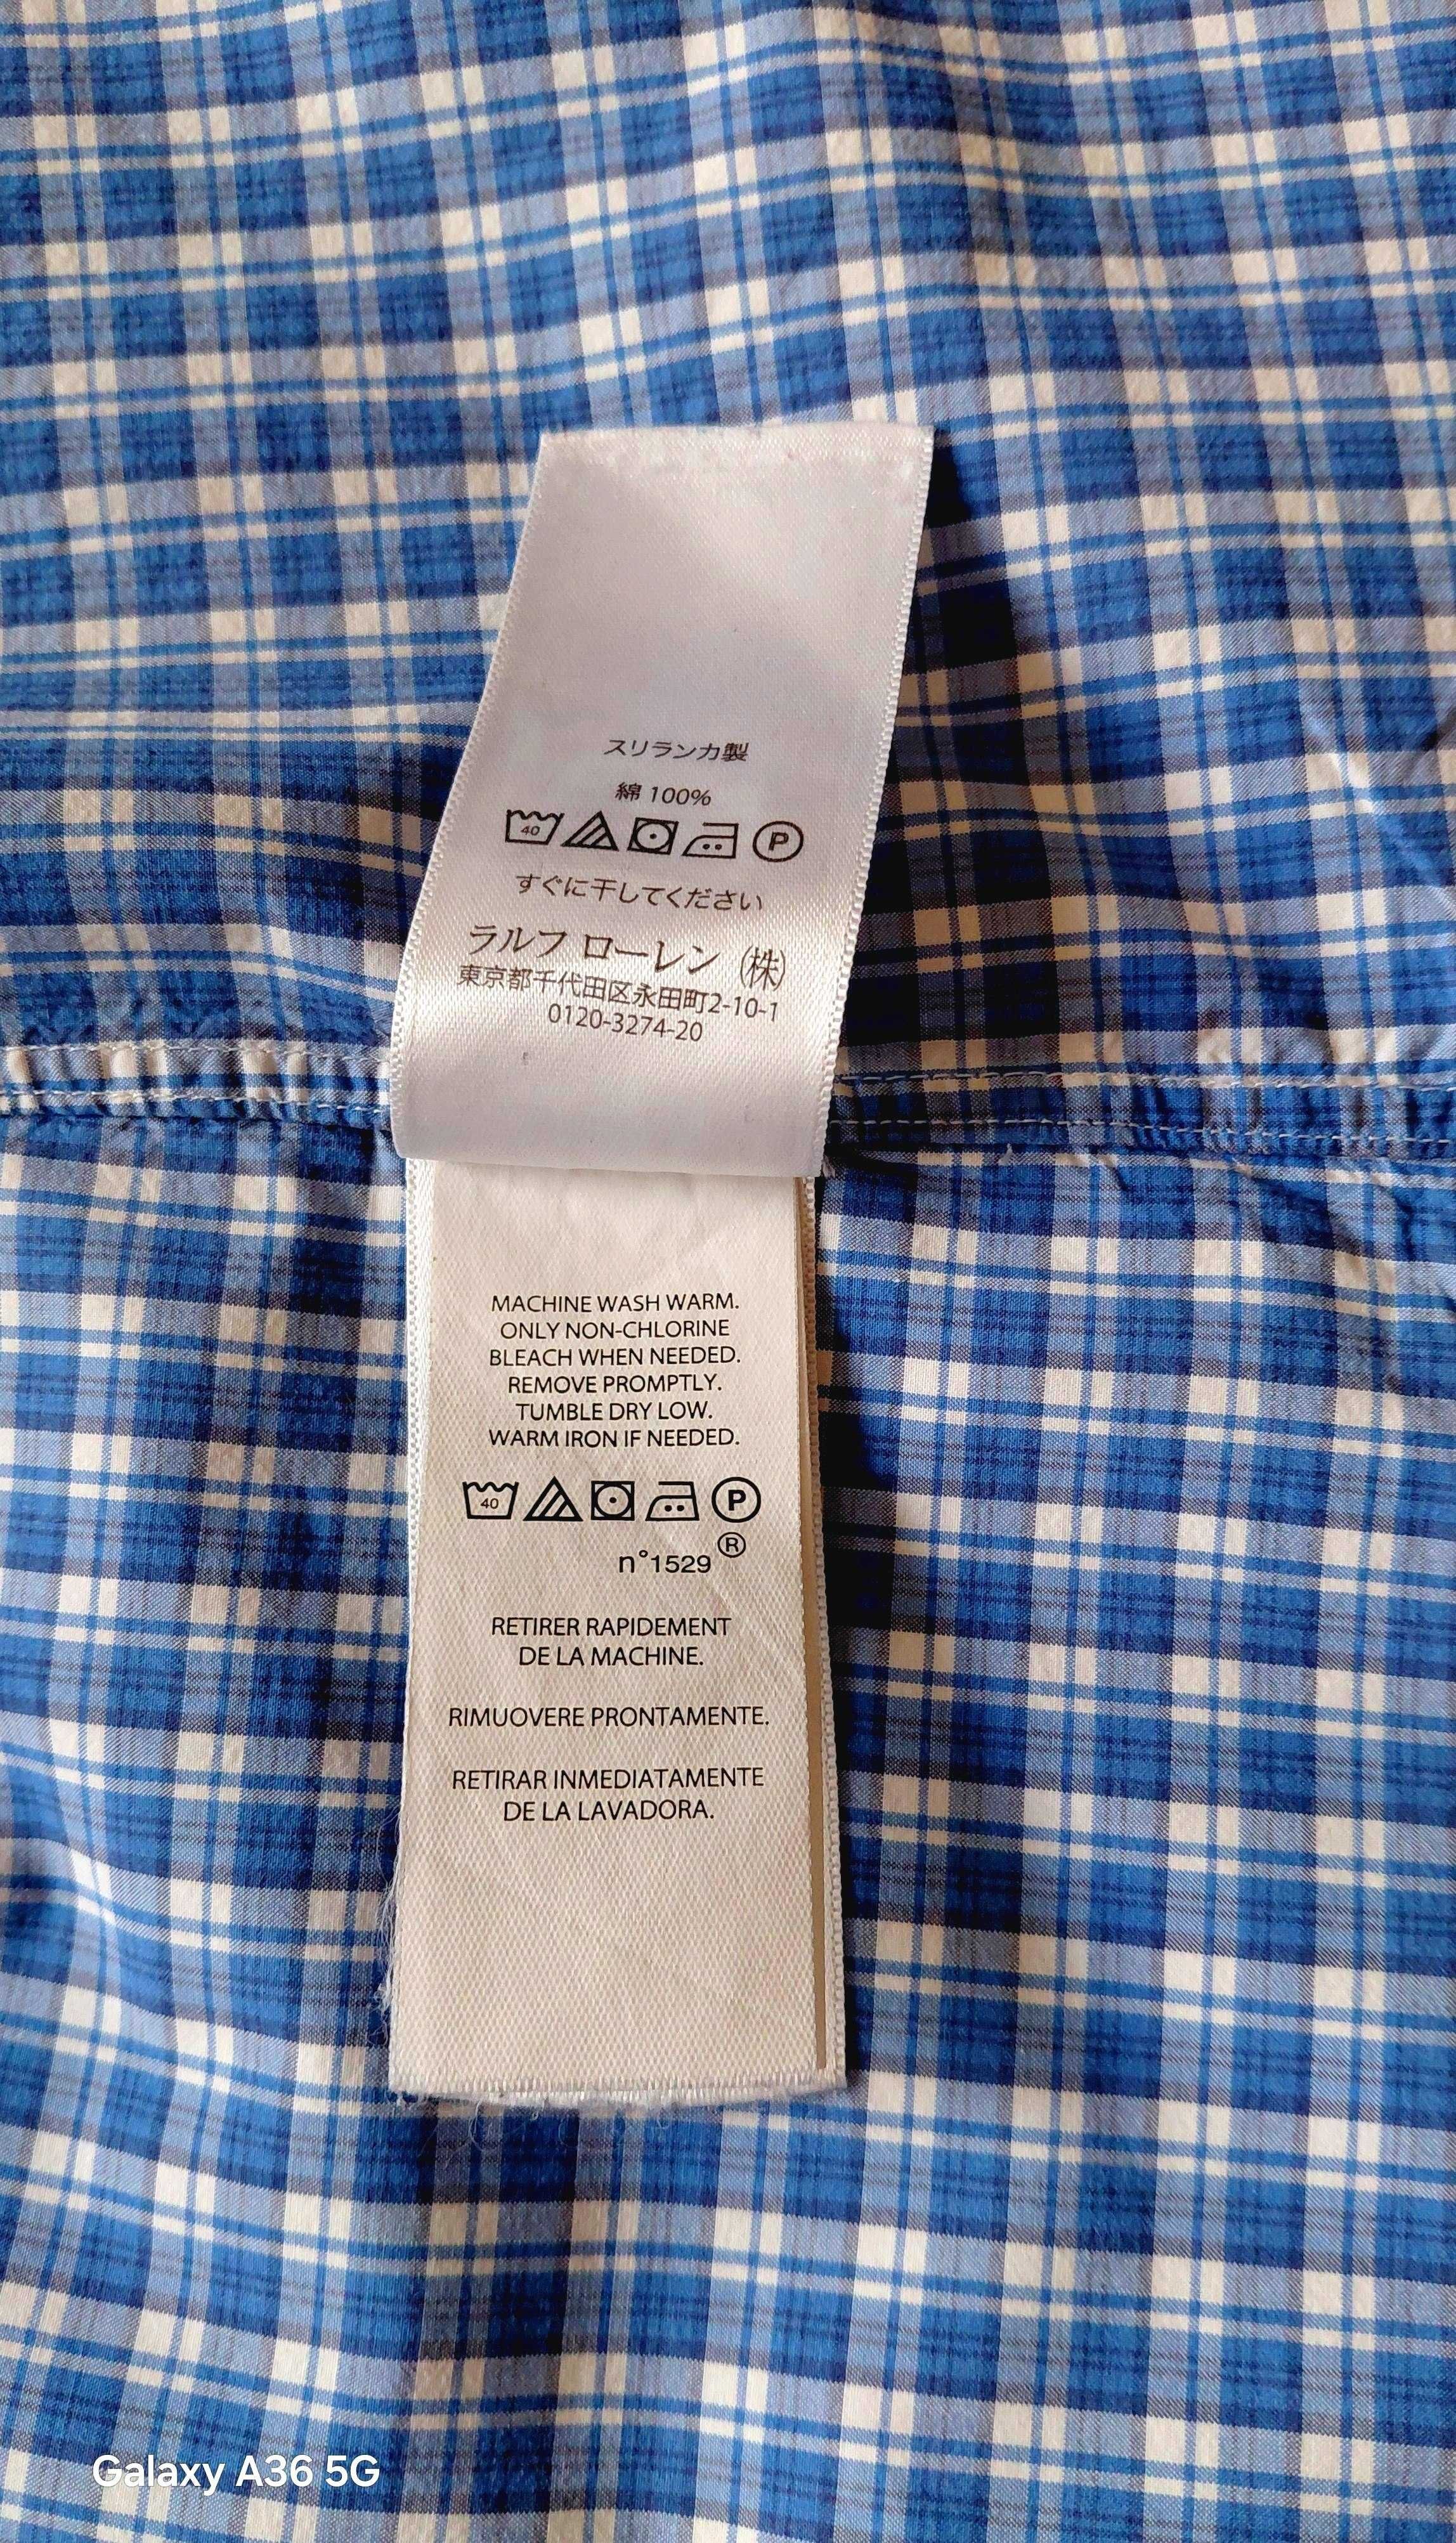 スリランカ製
綿 100%
40 P
すぐに干してください
ラルフ ローレン (株)
東京都千代田区永田町2-10-1
0120-3274-20
MACHINE WASH WARM.
ONLY NON-CHLORINE
BLEACH WHEN NEEDED.
REMOVE PROMPTLY.
TUMBLE DRY LOW.
WARM IRON IF NEEDED.
40 P
n°1529 ®
RETIRER RAPIDEMENT
DE LA MACHINE.
RIMUOVERE PRONTAMENTE.
RETIRAR INMEDIATAMENTE
DE LA LAVADORA.
Galaxy A36 5G